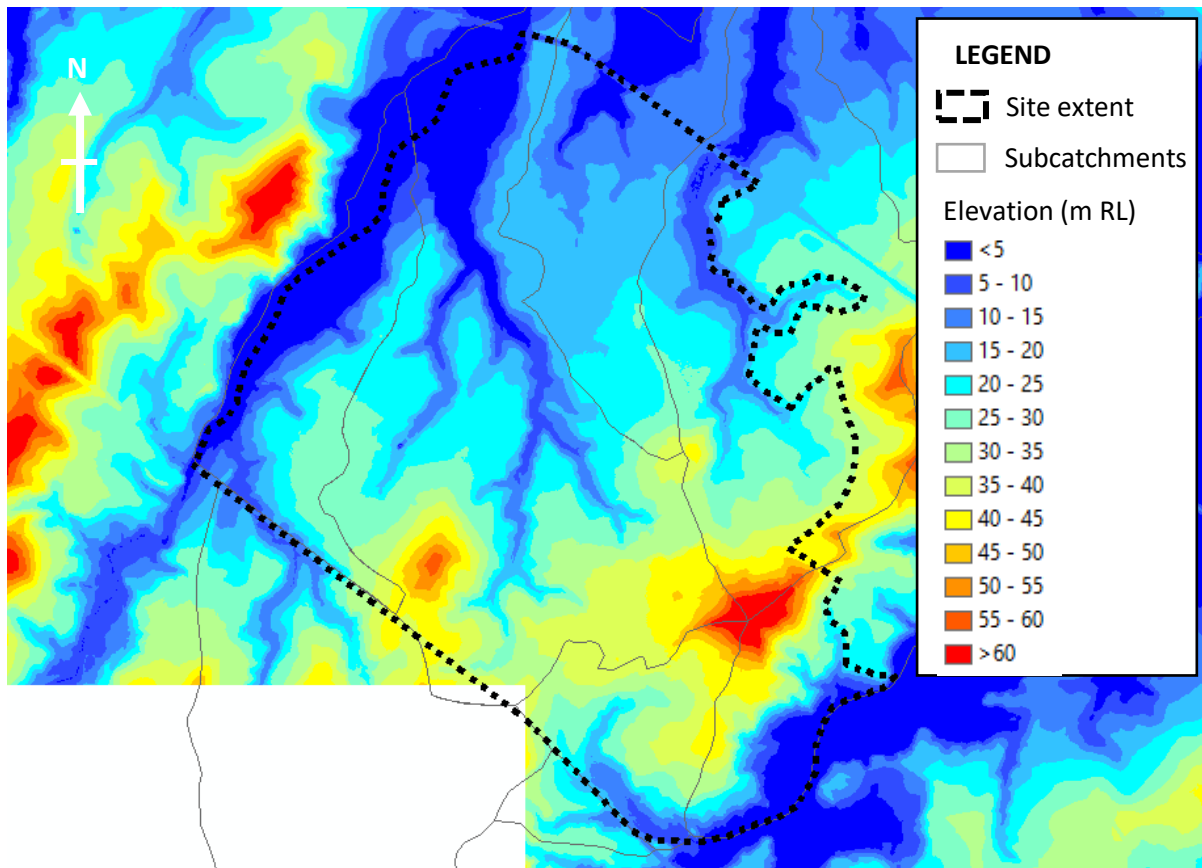 N
LEGEND
Site extent
Subcatchments
Elevation (m RL)
<5
5 - 10
10 - 15
15 - 20
20 - 25
25 - 30
30 - 35
35 - 40
40 - 45
45 - 50
50 - 55
55 - 60
>60